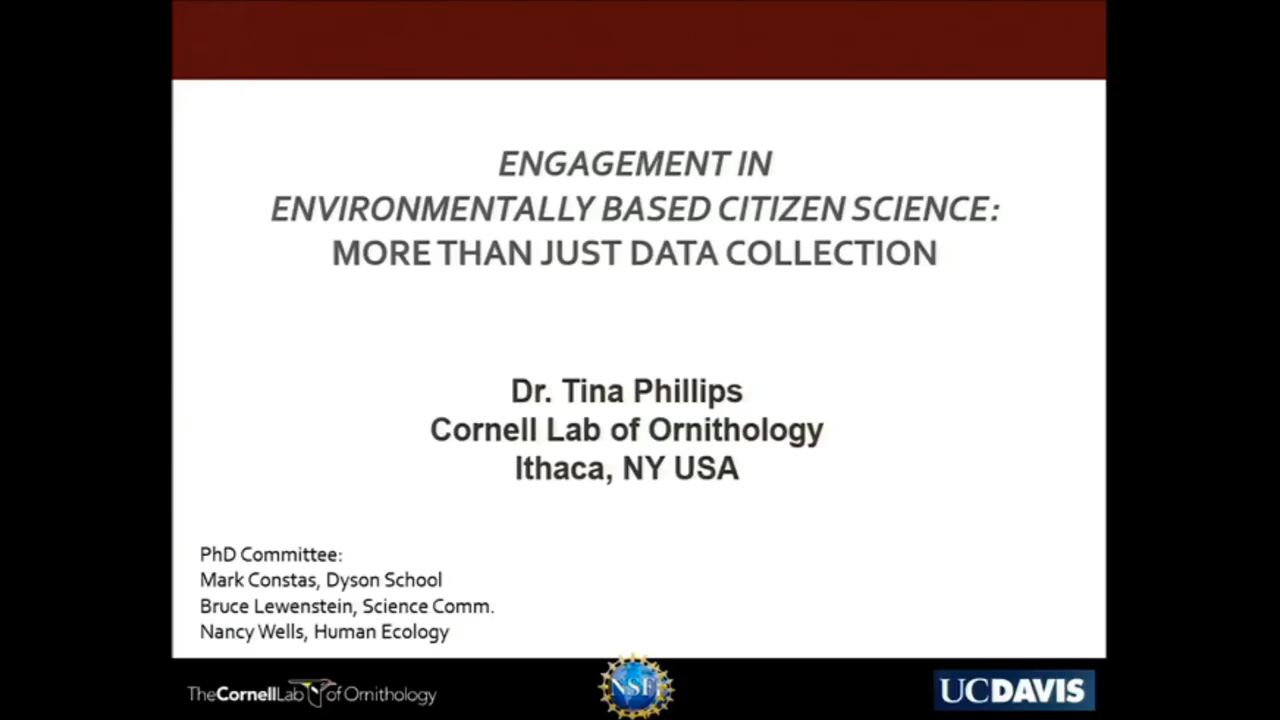 ENGAGEMENT IN
ENVIRONMENTALLY BASED CITIZEN SCIENCE:
MORE THAN JUST DATA COLLECTION
Dr. Tina Phillips
Cornell Lab of Ornithology
Ithaca, NY USA
PhD Committee:
Mark Constas, Dyson School
Bruce Lewenstein, Science Comm.
Nancy Wells, Human Ecology
TheCornellLab of Ornithology
NSF
UCDAVIS